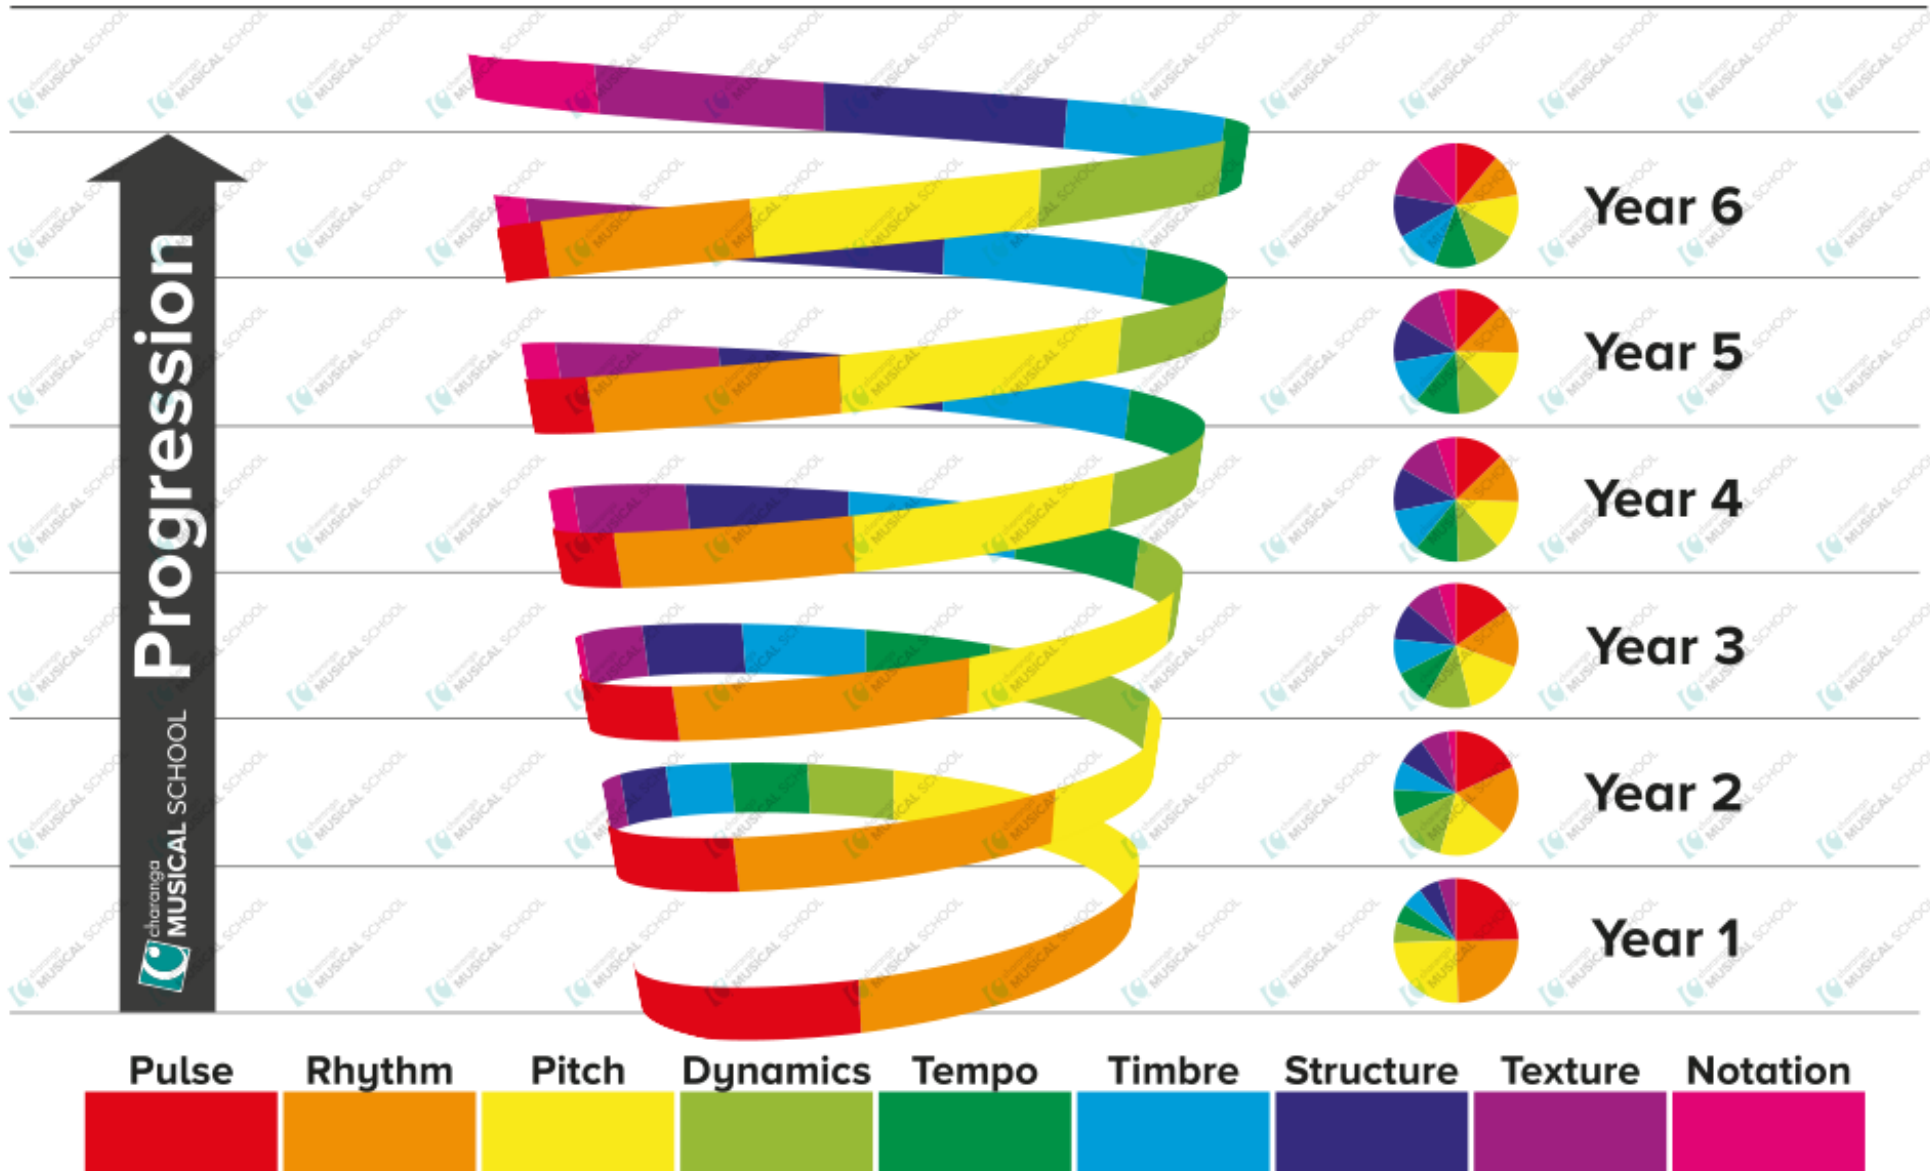 Progression
charanga
MUSICAL SCHOOL
Year 6
Year 5
Year 4
Year 3
Year 2
Year 1
Pulse Rhythm Pitch Dynamics Tempo Timbre Structure Texture Notation